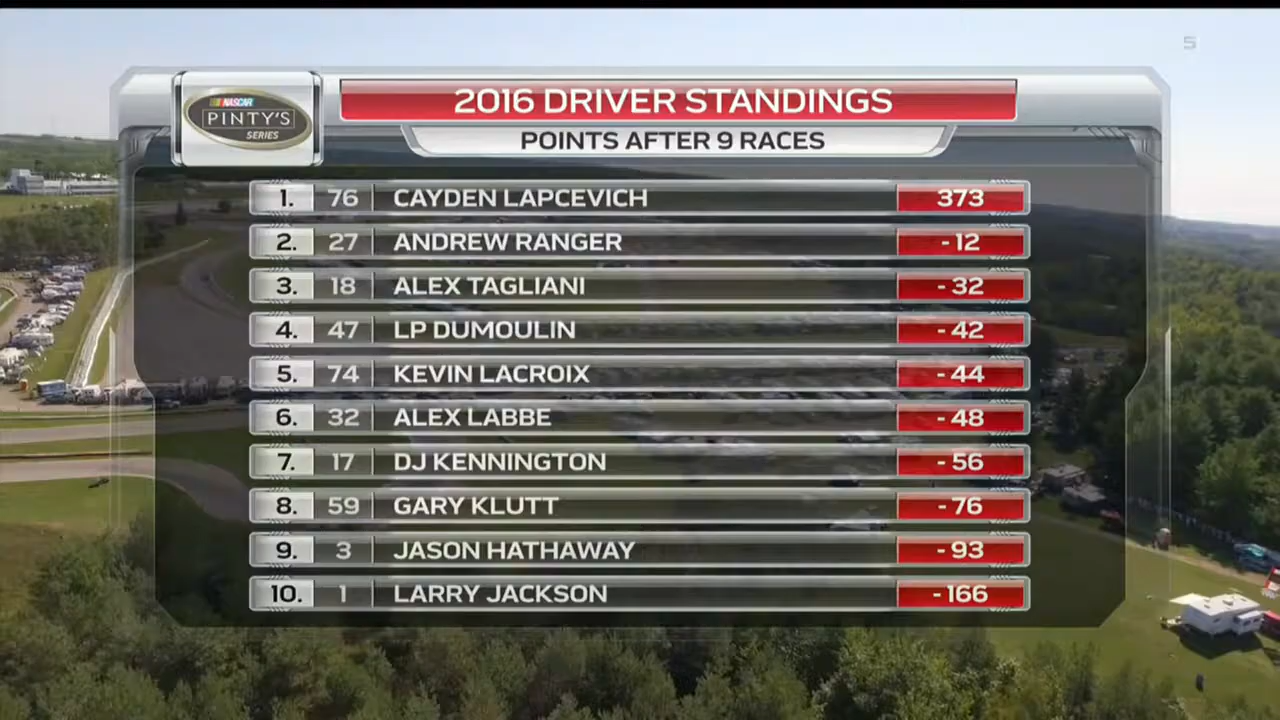 5
NASCAR
PINTY'S
SERIES
2016 DRIVER STANDINGS
POINTS AFTER 9 RACES
1. 76 CAYDEN LAPCEVICH 373
2. 27 ANDREW RANGER -12
3. 18 ALEX TAGLIANI -32
4. 47 LP DUMOULIN -42
5. 74 KEVIN LACROIX -44
6. 32 ALEX LABBE -48
7. 17 DJ KENNINGTON -56
8. 59 GARY KLUTT -76
9. 3 JASON HATHAWAY -93
10. 1 LARRY JACKSON -166